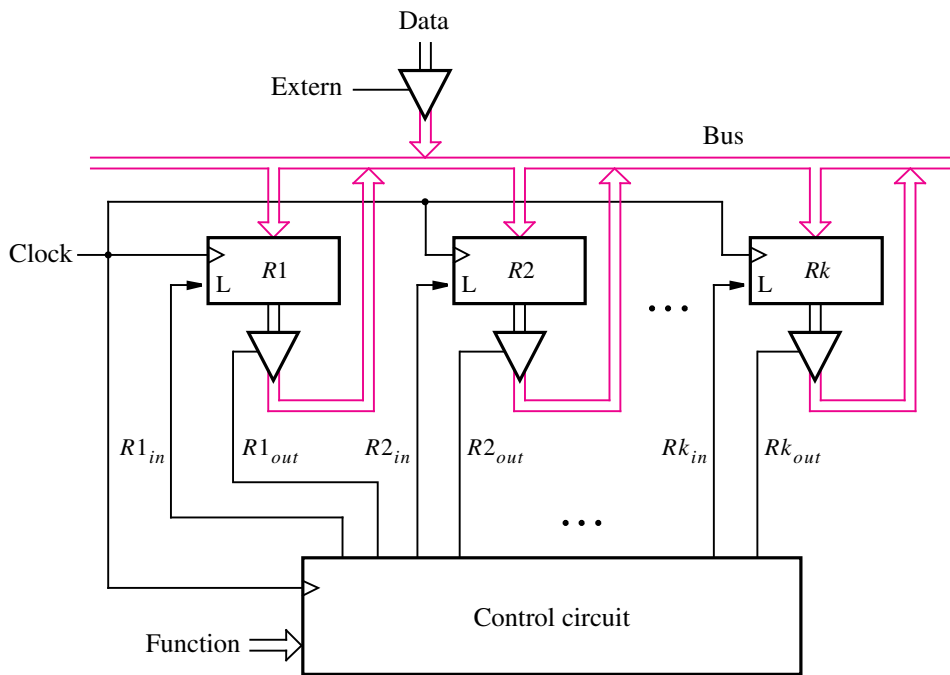 Data
Extern
Bus
Clock
R1
R2
Rk
L
L
L
• • •
R1in
R1out
R2in
R2out
Rkin
Rkout
• • •
Control circuit
Function